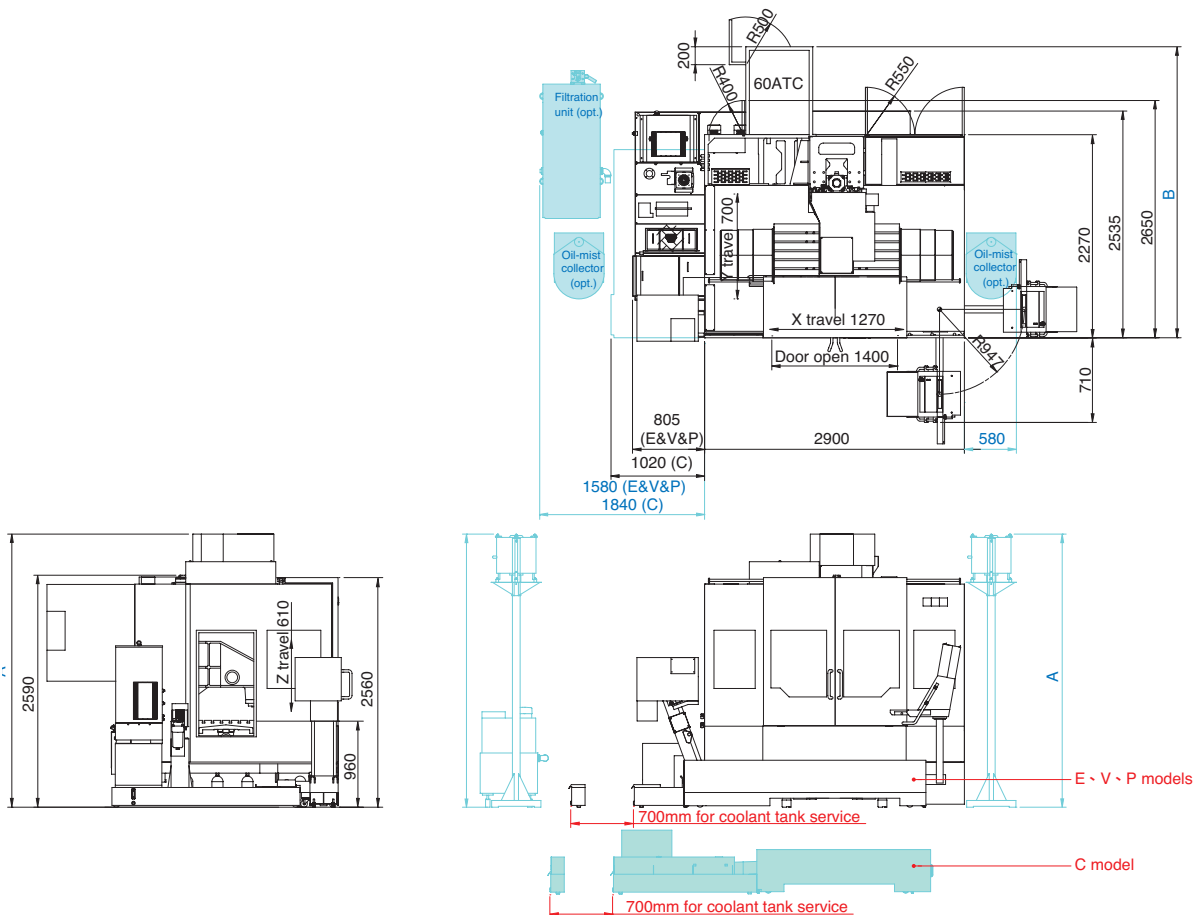 R500
200
R400
60ATC
R550
Filtration
unit (opt.)
Y travel 700
B
2650
2535
2270
Oil-mist
collector
(opt.)
Oil-mist
collector
(opt.)
X travel 1270
R947
Door open 1400
710
805
(E&V&P)
2900
580
1020 (C)
1580 (E&V&P)
1840 (C)
2590
Z travel 610
2560
960
A
E、V、P models
700mm for coolant tank service
C model
700mm for coolant tank service